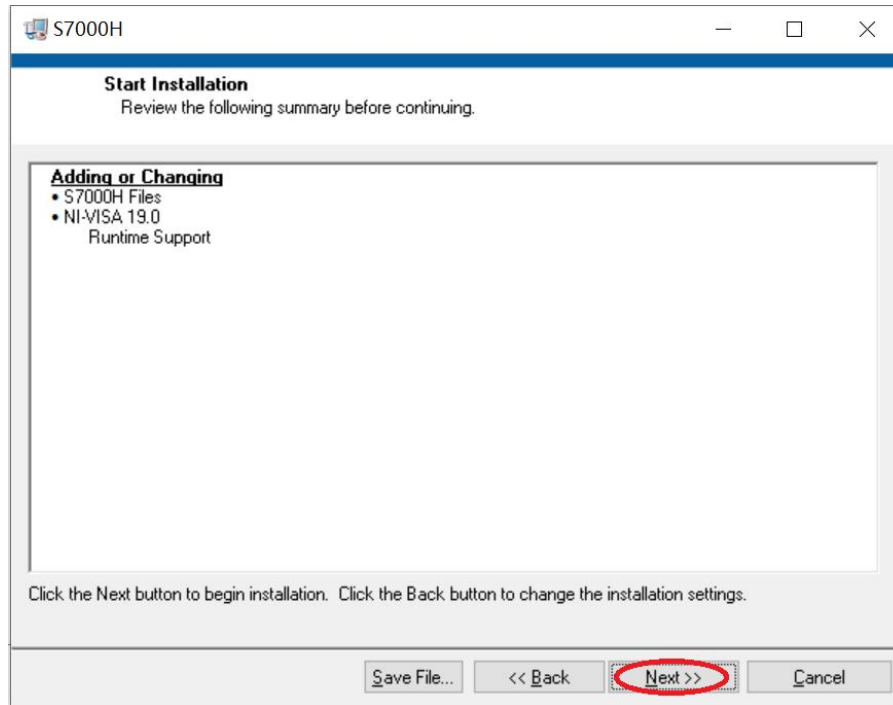 S7000H
Start Installation
Review the following summary before continuing.
Adding or Changing
• S7000H Files
• NI-VISA 19.0
Runtime Support
Click the Next button to begin installation. Click the Back button to change the installation settings.
Save File... << Back Next >> Cancel